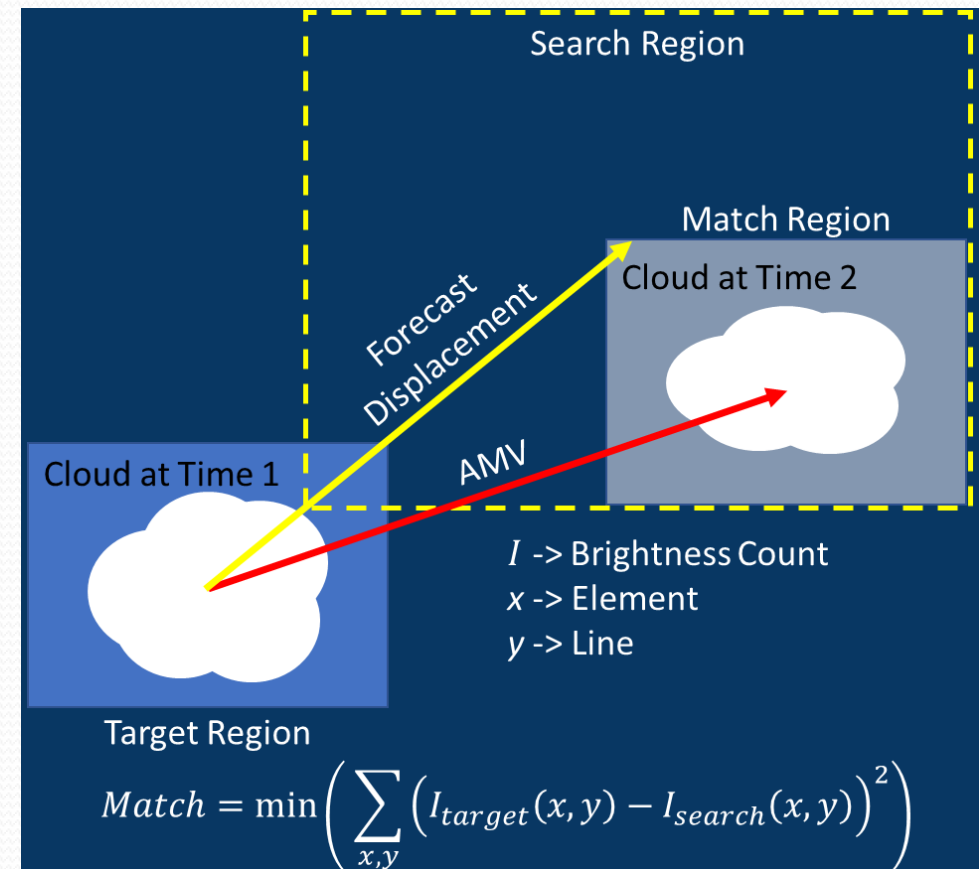 Search Region
Match Region
Cloud at Time 2
Forecast
Displacement
AMV
Cloud at Time 1
I -> Brightness Count
x -> Element
y -> Line
Target Region
Match = min(∑x,y (Itarget(x, y) − Isearch(x, y))²)